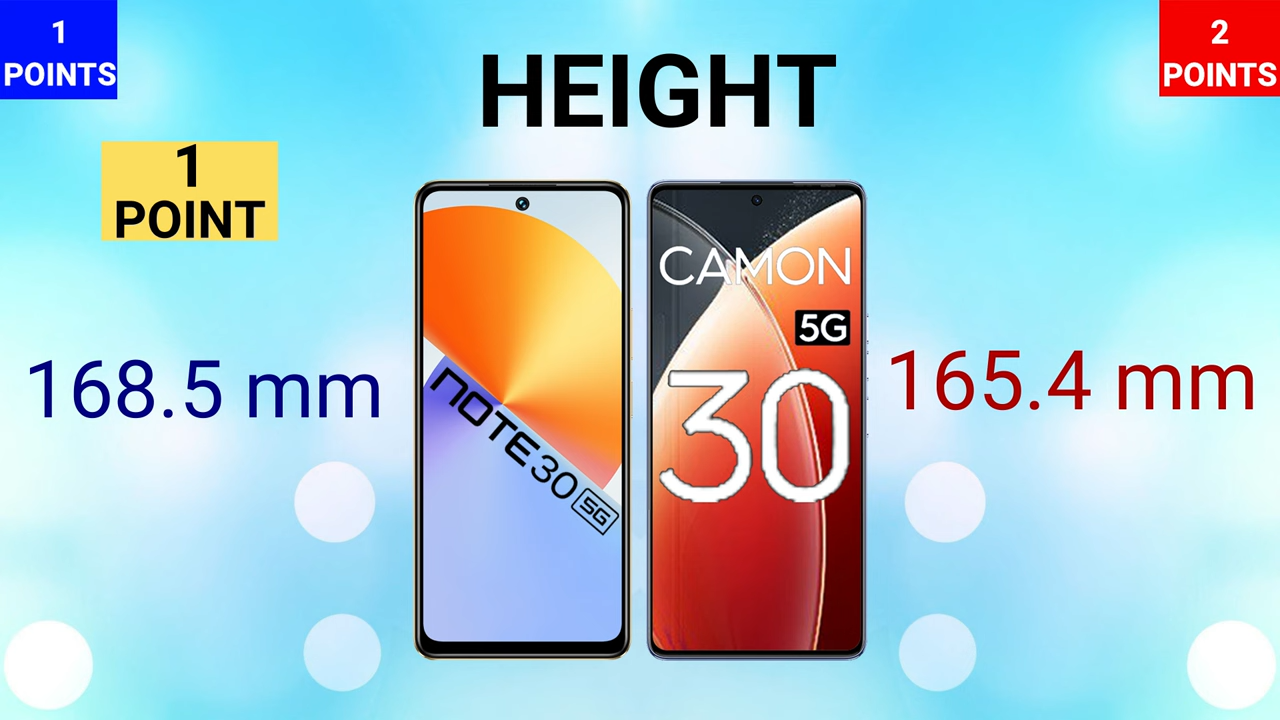 1
POINTS
HEIGHT
2
POINTS
1
POINT
168.5 mm
NOTE30 5G
CAMON
5G
30
165.4 mm